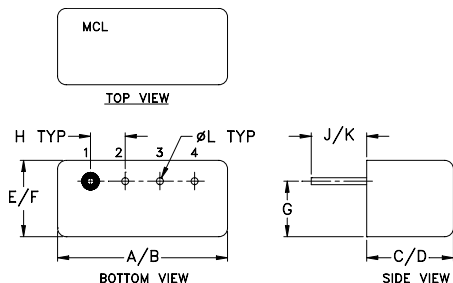 MCL
TOP VIEW
H TYP
øL TYP
J/K
1 2 3 4
E/F
G
A/B
C/D
BOTTOM VIEW
SIDE VIEW